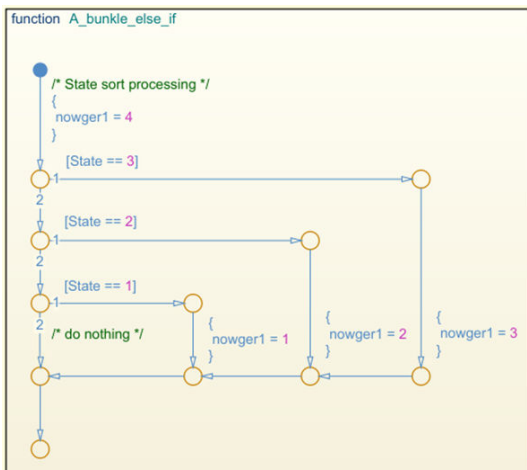 function A_bunkle_else_if
/* State sort processing */
{
nowger1 = 4
}
[State == 3]
1
2
[State == 2]
1
2
[State == 1]
1
2
/* do nothing */
{
nowger1 = 1
}
{
nowger1 = 2
}
{
nowger1 = 3
}